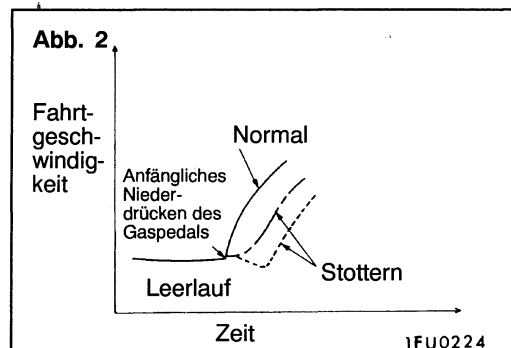 Abb. 2
Fahrt-
gesch-
windig-
keit
Normal
Anfängliches
Nieder-
drücken des
Gaspedals
Leerlauf
Stottern
Zeit
1FU0224